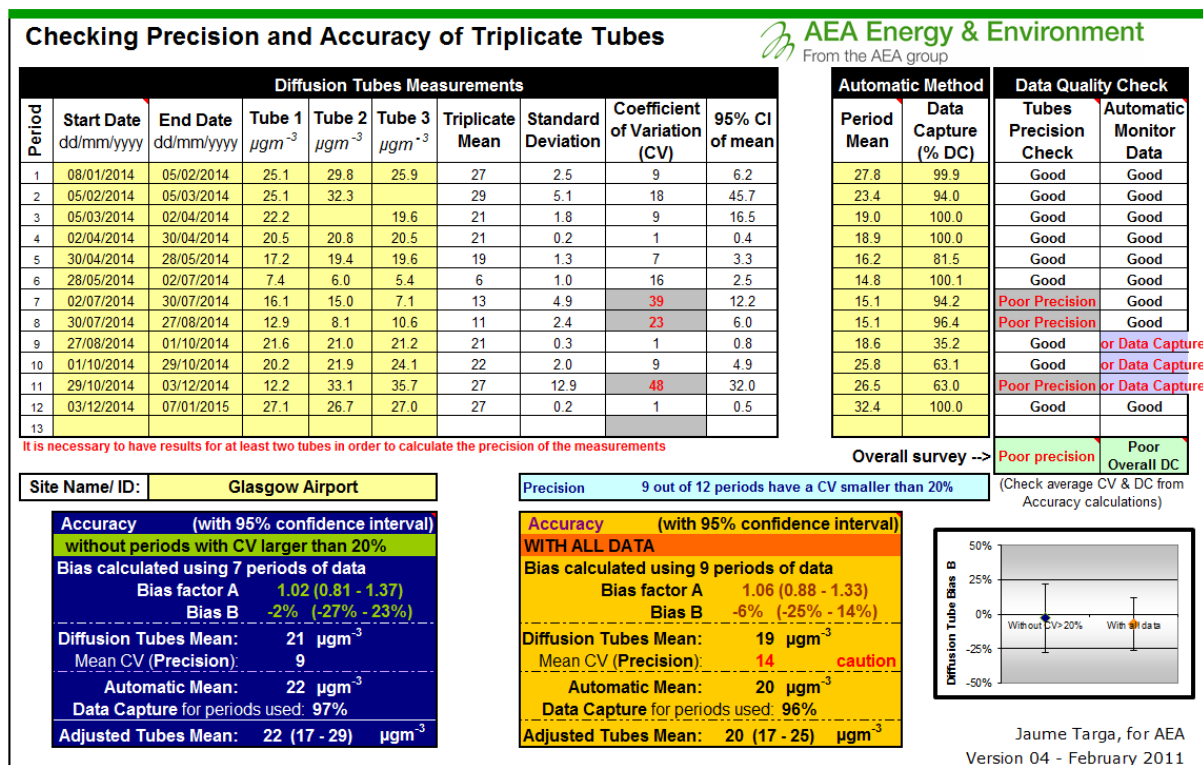 Checking Precision and Accuracy of Triplicate Tubes
AEA Energy & Environment
From the AEA group
Diffusion Tubes Measurements
Automatic Method
Data Quality Check
Period
Start Date dd/mm/yyyy
End Date dd/mm/yyyy
Tube 1 µgm-3
Tube 2 µgm-3
Tube 3 µgm-3
Triplicate Mean
Standard Deviation
Coefficient of Variation (CV)
95% CI of mean
Period Mean
Data Capture (% DC)
Tubes Precision Check
Automatic Monitor Data
1 08/01/2014 05/02/2014 25.1 29.8 25.9 27 2.5 9 6.2 27.8 99.9 Good Good
2 05/02/2014 05/03/2014 25.1 32.3 29 5.1 18 45.7 23.4 94.0 Good Good
3 05/03/2014 02/04/2014 22.2 19.6 21 1.8 9 16.5 19.0 100.0 Good Good
4 02/04/2014 30/04/2014 20.5 20.8 20.5 21 0.2 1 0.4 18.9 100.0 Good Good
5 30/04/2014 28/05/2014 17.2 19.4 19.6 19 1.3 7 3.3 16.2 81.5 Good Good
6 28/05/2014 02/07/2014 7.4 6.0 5.4 6 1.0 16 2.5 14.8 100.1 Good Good
7 02/07/2014 30/07/2014 16.1 15.0 7.1 13 4.9 39 12.2 15.1 94.2 Poor Precision Good
8 30/07/2014 27/08/2014 12.9 8.1 10.6 11 2.4 23 6.0 15.1 96.4 Poor Precision Good
9 27/08/2014 01/10/2014 21.6 21.0 21.2 21 0.3 1 0.8 18.6 35.2 Good or Data Capture
10 01/10/2014 29/10/2014 20.2 21.9 24.1 22 2.0 9 4.9 25.8 63.1 Good or Data Capture
11 29/10/2014 03/12/2014 12.2 33.1 35.7 27 12.9 48 32.0 26.5 63.0 Poor Precision or Data Capture
12 03/12/2014 07/01/2015 27.1 26.7 27.0 27 0.2 1 0.5 32.4 100.0 Good Good
13
It is necessary to have results for at least two tubes in order to calculate the precision of the measurements
Overall survey --> Poor precision Poor Overall DC
Site Name/ ID: Glasgow Airport
Precision 9 out of 12 periods have a CV smaller than 20%
(Check average CV & DC from
Accuracy calculations)
Accuracy (with 95% confidence interval)
without periods with CV larger than 20%
Bias calculated using 7 periods of data
Bias factor A 1.02 (0.81 - 1.37)
Bias B -2% (-27% - 23%)
Diffusion Tubes Mean: 21 µgm-3
Mean CV (Precision): 9
Automatic Mean: 22 µgm-3
Data Capture for periods used: 97%
Adjusted Tubes Mean: 22 (17 - 29) µgm-3
Accuracy (with 95% confidence interval)
WITH ALL DATA
Bias calculated using 9 periods of data
Bias factor A 1.06 (0.88 - 1.33)
Bias B -6% (-25% - 14%)
Diffusion Tubes Mean: 19 µgm-3
Mean CV (Precision): 14 caution
Automatic Mean: 20 µgm-3
Data Capture for periods used: 96%
Adjusted Tubes Mean: 20 (17 - 25) µgm-3
Diffusion Tube Bias B
50%
25%
0%
-25%
-50%
Without CV>20%
With all data
Jaume Targa, for AEA
Version 04 - February 2011